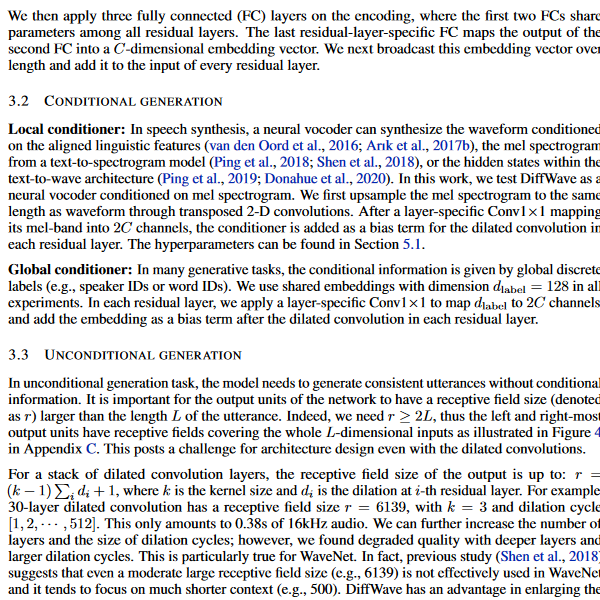 We then apply three fully connected (FC) layers on the encoding, where the first two FCs share
parameters among all residual layers. The last residual-layer-specific FC maps the output of the
second FC into a C-dimensional embedding vector. We next broadcast this embedding vector over
length and add it to the input of every residual layer.
3.2 CONDITIONAL GENERATION
Local conditioner: In speech synthesis, a neural vocoder can synthesize the waveform conditioned
on the aligned linguistic features (van den Oord et al., 2016; Arık et al., 2017b), the mel spectrogram
from a text-to-spectrogram model (Ping et al., 2018; Shen et al., 2018), or the hidden states within the
text-to-wave architecture (Ping et al., 2019; Donahue et al., 2020). In this work, we test DiffWave as a
neural vocoder conditioned on mel spectrogram. We first upsample the mel spectrogram to the same
length as waveform through transposed 2-D convolutions. After a layer-specific Conv1×1 mapping
its mel-band into 2C channels, the conditioner is added as a bias term for the dilated convolution in
each residual layer. The hyperparameters can be found in Section 5.1.
Global conditioner: In many generative tasks, the conditional information is given by global discrete
labels (e.g., speaker IDs or word IDs). We use shared embeddings with dimension d_label = 128 in all
experiments. In each residual layer, we apply a layer-specific Conv1×1 to map d_label to 2C channels
and add the embedding as a bias term after the dilated convolution in each residual layer.
3.3 UNCONDITIONAL GENERATION
In unconditional generation task, the model needs to generate consistent utterances without conditional
information. It is important for the output units of the network to have a receptive field size (denoted
as r) larger than the length L of the utterance. Indeed, we need r ≥ 2L, thus the left and right-most
output units have receptive fields covering the whole L-dimensional inputs as illustrated in Figure 4
in Appendix C. This posts a challenge for architecture design even with the dilated convolutions.
For a stack of dilated convolution layers, the receptive field size of the output is up to: r =
(k − 1) ∑ᵢ dᵢ + 1, where k is the kernel size and dᵢ is the dilation at i-th residual layer. For example
30-layer dilated convolution has a receptive field size r = 6139, with k = 3 and dilation cycle
[1, 2, · · · , 512]. This only amounts to 0.38s of 16kHz audio. We can further increase the number of
layers and the size of dilation cycles; however, we found degraded quality with deeper layers and
larger dilation cycles. This is particularly true for WaveNet. In fact, previous study (Shen et al., 2018)
suggests that even a moderate large receptive field size (e.g., 6139) is not effectively used in WaveNet
and it tends to focus on much shorter context (e.g., 500). DiffWave has an advantage in enlarging the